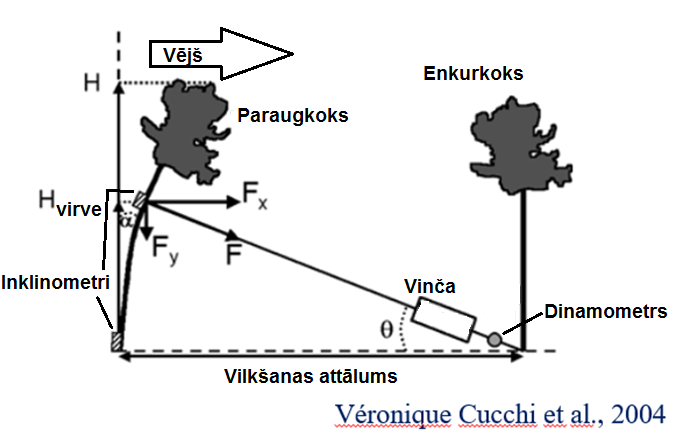 Vējš
Enkurkoks
H
Paraugkoks
Hvirve
Fx
α
Fy
F
Inklinometri
Vinča
Dinamometrs
θ
Vilkšanas attālums
Véronique Cucchi et al., 2004